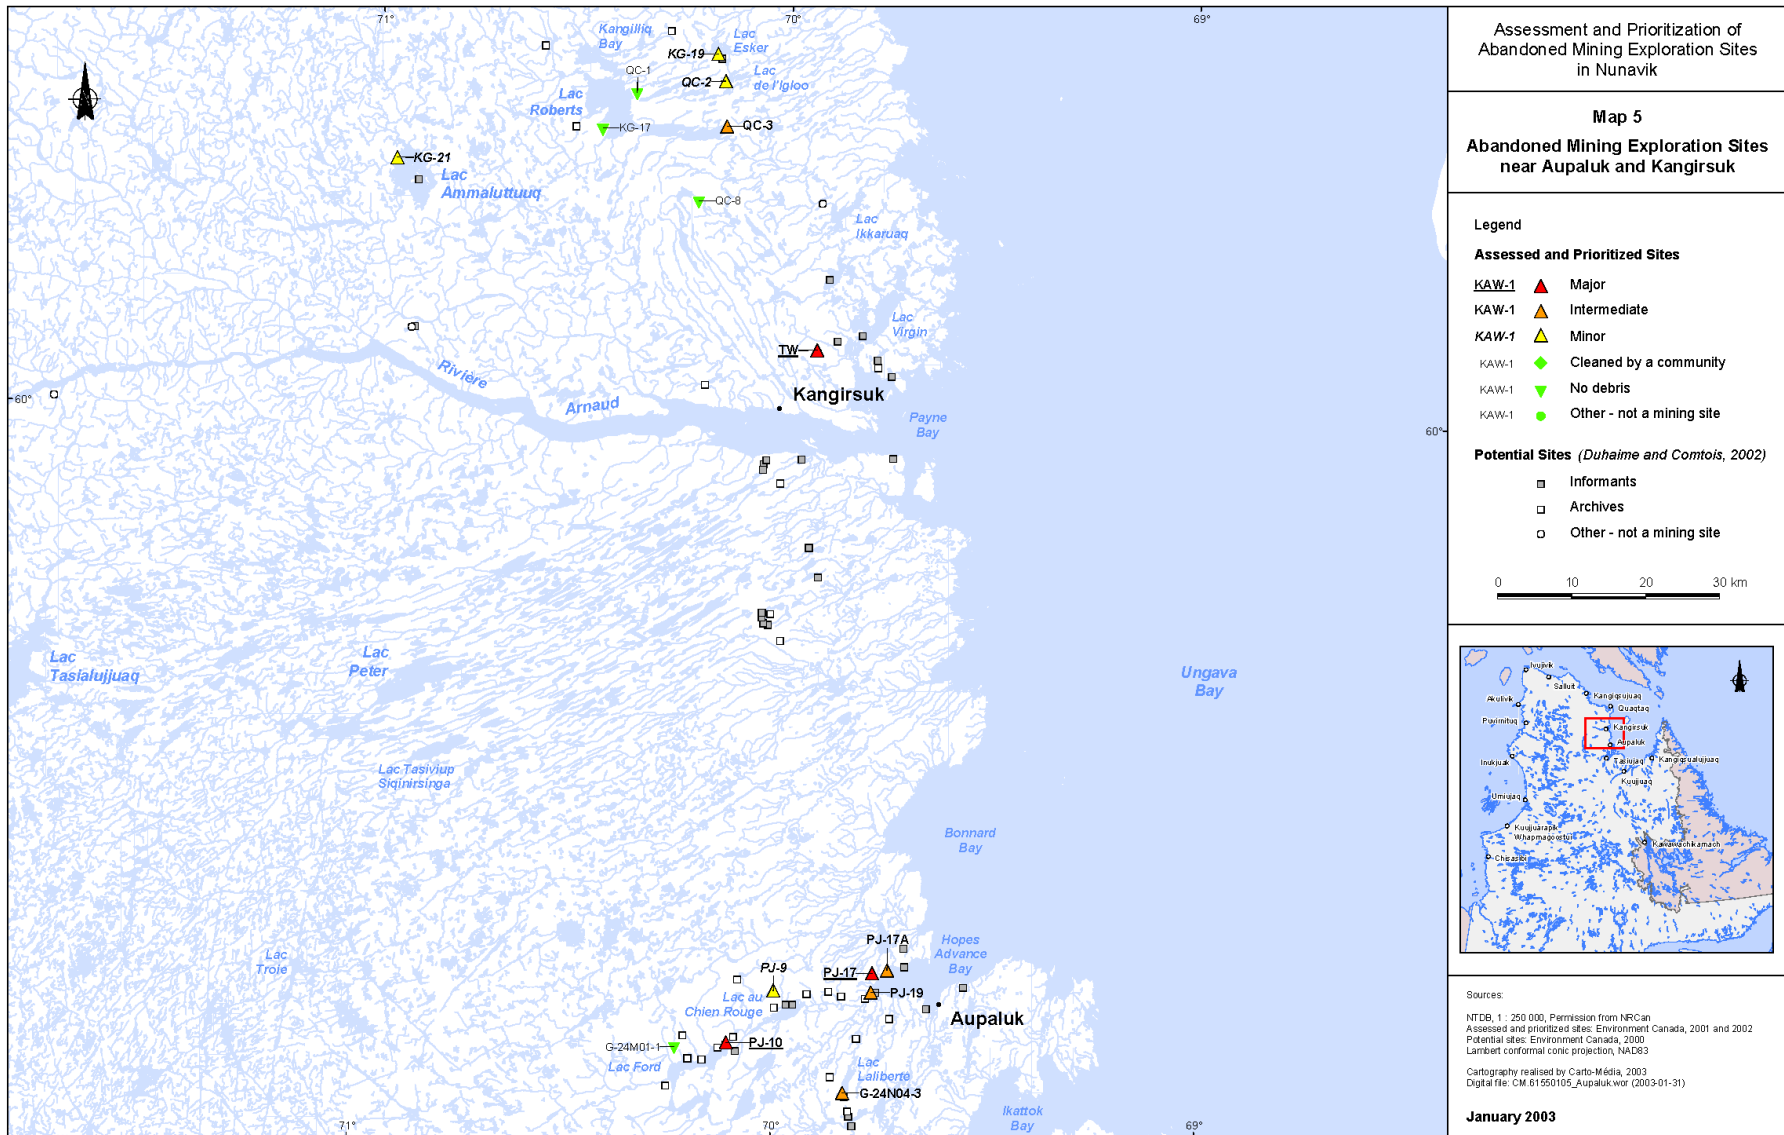 71°
70°
69°
Kangilliq
Bay
Lac
Esker
KG-19
QC-1
QC-2
Lac
de l'Igloo
Lac
Roberts
KG-17
QC-3
KG-21
Lac
Ammaluttuuq
QC-8
Lac
Ikkaruaq
Lac
Virgin
TW
Rivière
Arnaud
Kangirsuk
60°
60°
Payne
Bay
Lac
Tasialujjuaq
Lac
Peter
Ungava
Bay
Lac Tasiviup
Siqinirsinga
Bonnard
Bay
Lac
Troie
PJ-17A
Hopes
Advance
Bay
PJ-9
PJ-17
PJ-19
Lac au
Chien Rouge
Aupaluk
G-24M01-1
PJ-10
Lac Ford
Lac
Laliberté
G-24N04-3
Ikattok
Bay
71°
70°
69°
Assessment and Prioritization of
Abandoned Mining Exploration Sites
in Nunavik
Map 5
Abandoned Mining Exploration Sites
near Aupaluk and Kangirsuk
Legend
Assessed and Prioritized Sites
KAW-1 Major
KAW-1 Intermediate
KAW-1 Minor
KAW-1 Cleaned by a community
KAW-1 No debris
KAW-1 Other - not a mining site
Potential Sites (Duhaime and Comtois, 2002)
Informants
Archives
Other - not a mining site
0 10 20 30 km
Ivujivik
Salluit
Kangiqsujuaq
Akulivik
Quaqtaq
Puvirnituq
Kangirsuk
Aupaluk
Inukjuak
Tasiujaq
Kangiqsualujjuaq
Kuujjuaq
Umiujaq
Kuujjuarapik
Whapmagoostui
Kawawachikamach
Chisasibi
Sources:
NTDB, 1 : 250 000, Permission from NRCan
Assessed and prioritized sites: Environment Canada, 2001 and 2002
Potential sites: Environment Canada, 2000
Lambert conformal conic projection, NAD83
Cartography realised by Carto-Média, 2003
Digital file: CM.61550105_Aupaluk.wor (2003-01-31)
January 2003